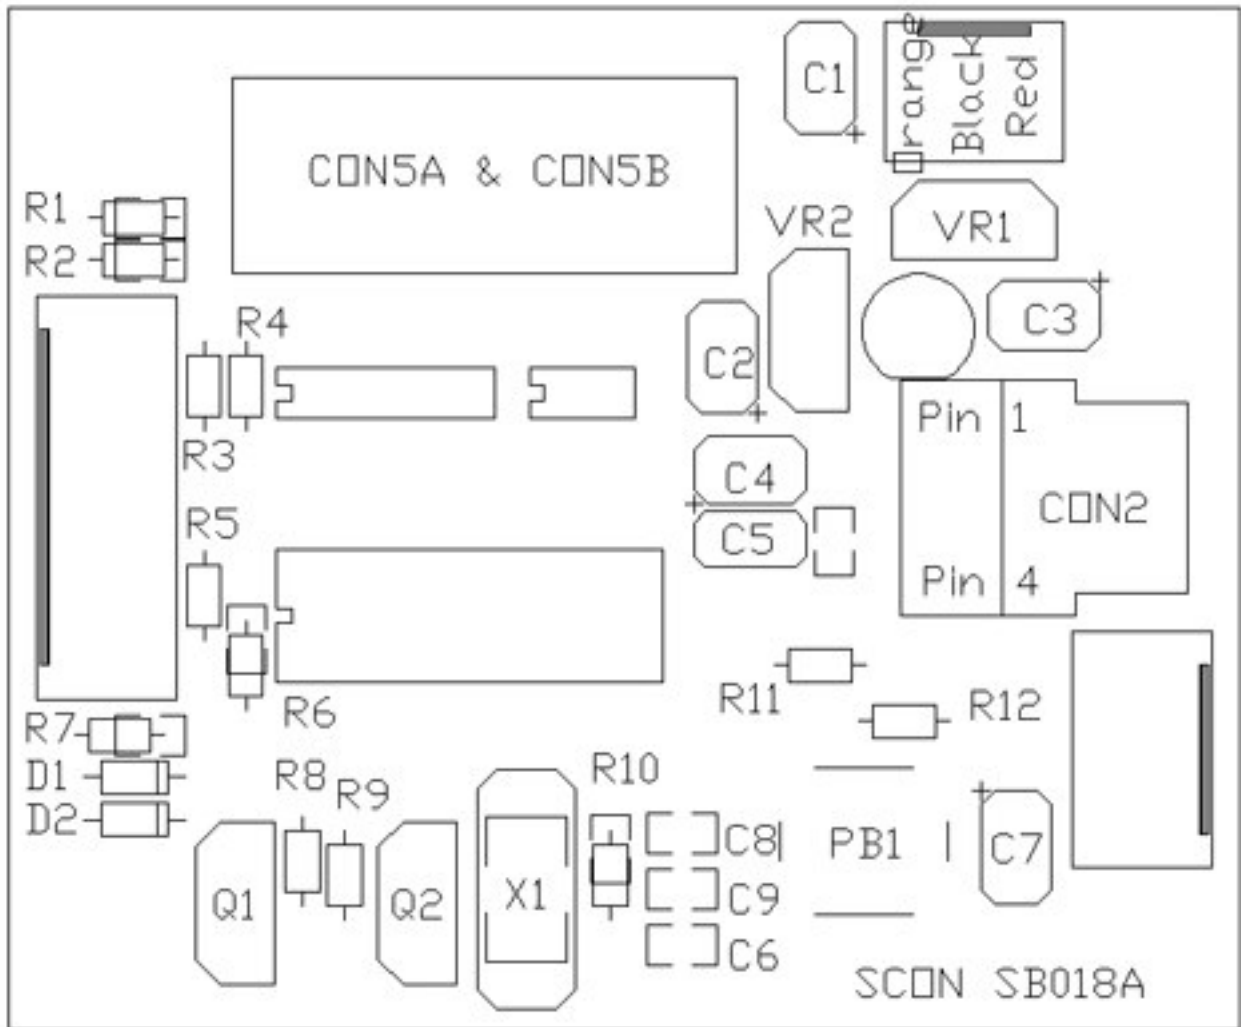 C1
Orange
Black
Red
CON5A & CON5B
R1
R2
VR2
VR1
C3
R4
C2
Pin 1
R3
C4
CON2
R5
C5
Pin 4
R6
R11
R12
R7
D1
D2
R8
R9
R10
C8
PB1
C7
Q1
Q2
X1
C9
C6
SCON SB018A